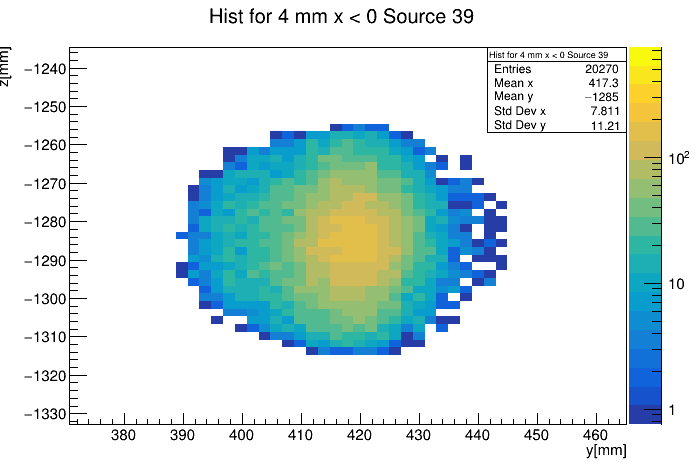 Hist for 4 mm x < 0 Source 39
z[mm]
Hist for 4 mm x < 0 Source 39
Entries 20270
Mean x 417.3
Mean y −1285
Std Dev x 7.811
Std Dev y 11.21
−1240
−1250
−1260
−1270
−1280
−1290
−1300
−1310
−1320
−1330
10²
10
1
380 390 400 410 420 430 440 450 460
y[mm]